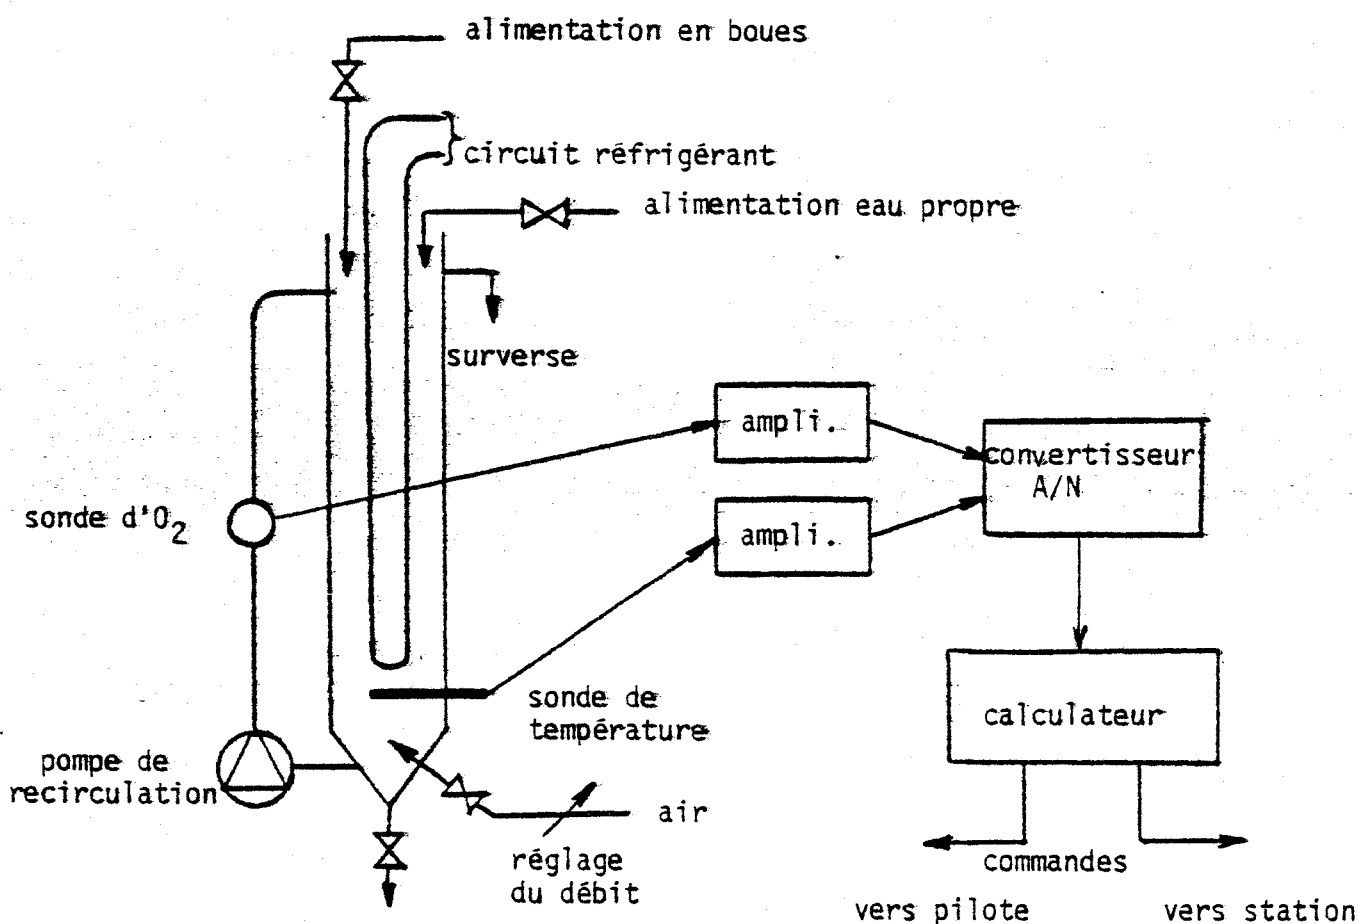 alimentation en boues
circuit réfrigérant
alimentation eau propre
surverse
ampli.
convertisseur
A/N
sonde d'O2
ampli.
sonde de
température
calculateur
pompe de
recirculation
air
réglage
du débit
commandes
vers pilote
vers station